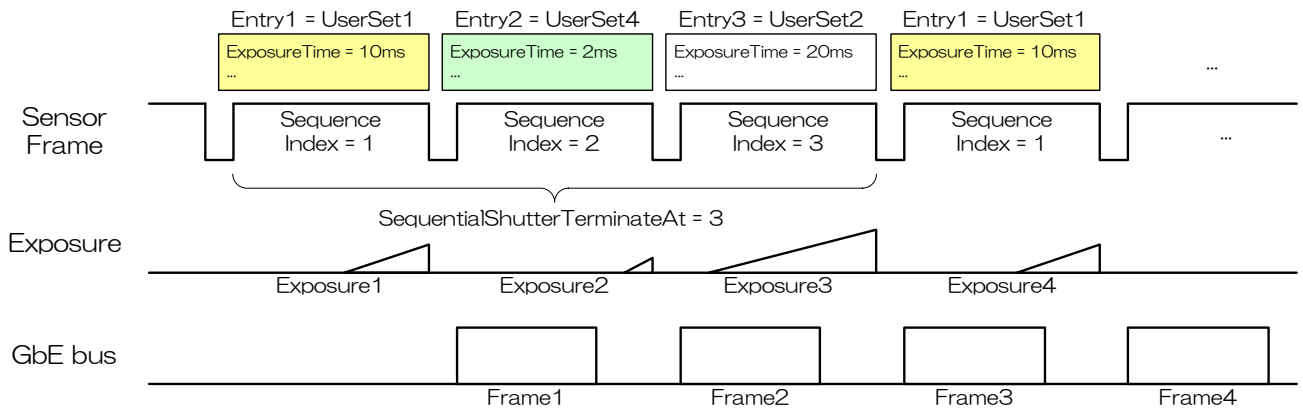 Entry1 = UserSet1
Entry2 = UserSet4
Entry3 = UserSet2
Entry1 = UserSet1
ExposureTime = 10ms
...
ExposureTime = 2ms
...
ExposureTime = 20ms
...
ExposureTime = 10ms
...
...
Sensor
Frame
Sequence
Index = 1
Sequence
Index = 2
Sequence
Index = 3
Sequence
Index = 1
...
SequentialShutterTerminateAt = 3
Exposure
Exposure1
Exposure2
Exposure3
Exposure4
GbE bus
Frame1
Frame2
Frame3
Frame4